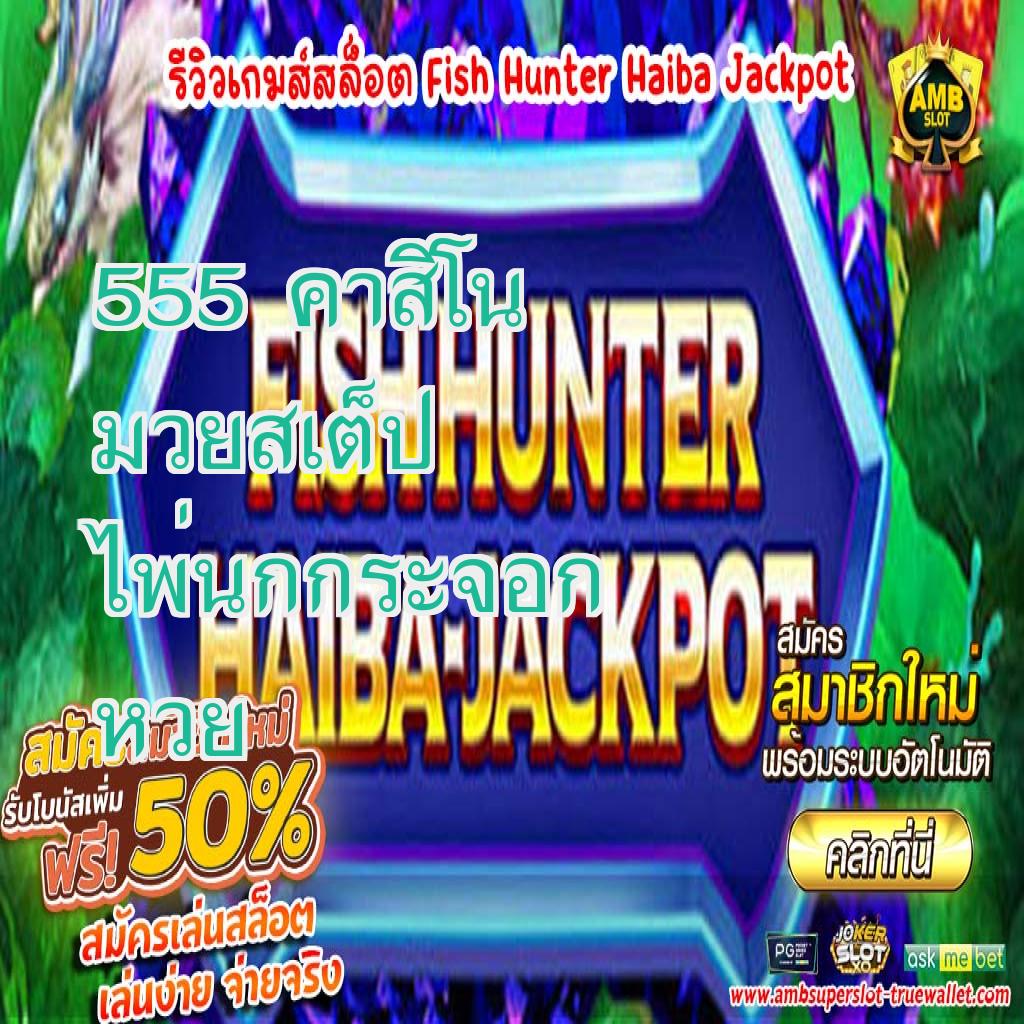 รีวิวเกมส์สล็อต Fish Hunter Haiba Jackpot
AMB
SLOT
555 คาสิโน
FISH HUNTER
มวยสเต็ป
ไพ่นกกระจอก
HAIBA·JACKPOT
หวย
สมัคร
สมาชิกใหม่
พร้อมระบบอัตโนมัติ
คลิกที่นี่
รับโบนัสเพิ่ม
ฟรี! 50%
สมัครเล่นสล็อต
เล่นง่าย จ่ายจริง
PG
JOKER
SLOT
XO
ask me bet
www.ambsuperslot-truewallet.com